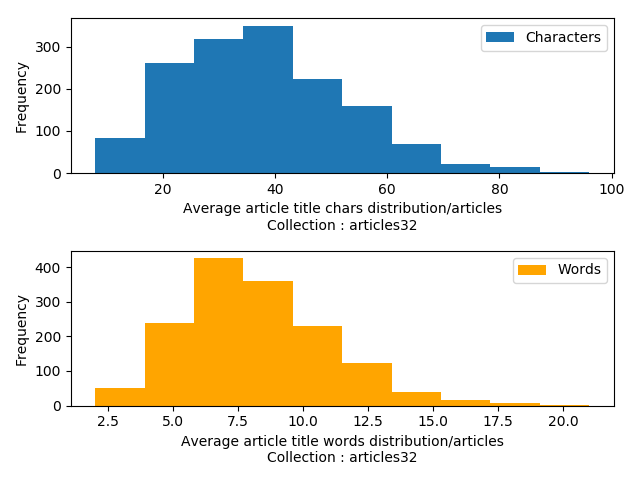 Characters
300
200
100
0
Frequency
20 40 60 80 100
Average article title chars distribution/articles
Collection : articles32
Words
400
300
200
100
0
Frequency
2.5 5.0 7.5 10.0 12.5 15.0 17.5 20.0
Average article title words distribution/articles
Collection : articles32